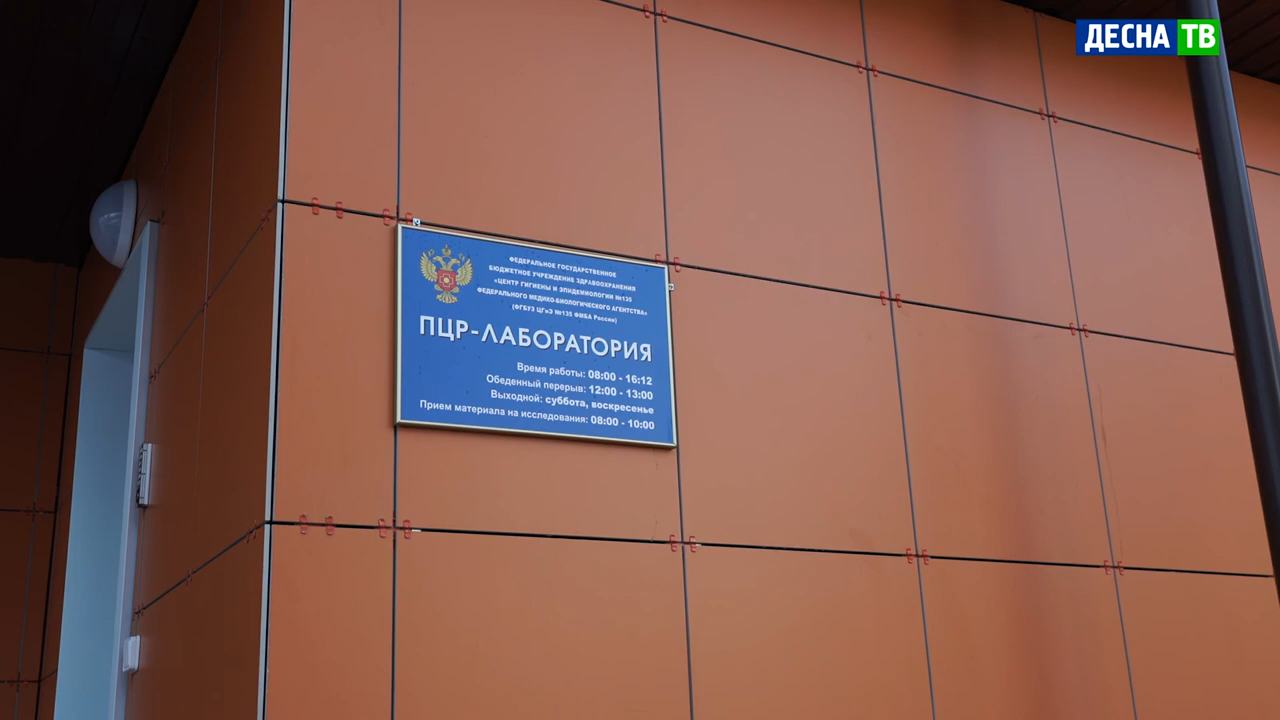 ДЕСНА ТВ
ФЕДЕРАЛЬНОЕ ГОСУДАРСТВЕННОЕ
БЮДЖЕТНОЕ УЧРЕЖДЕНИЕ ЗДРАВООХРАНЕНИЯ
«ЦЕНТР ГИГИЕНЫ И ЭПИДЕМИОЛОГИИ №135
ФЕДЕРАЛЬНОГО МЕДИКО-БИОЛОГИЧЕСКОГО АГЕНТСТВА»
(ФГБУЗ ЦГиЭ №135 ФМБА России)
ПЦР-ЛАБОРАТОРИЯ
Время работы: 08:00 - 16:12
Обеденный перерыв: 12:00 - 13:00
Выходной: суббота, воскресенье
Прием материала на исследования: 08:00 - 10:00